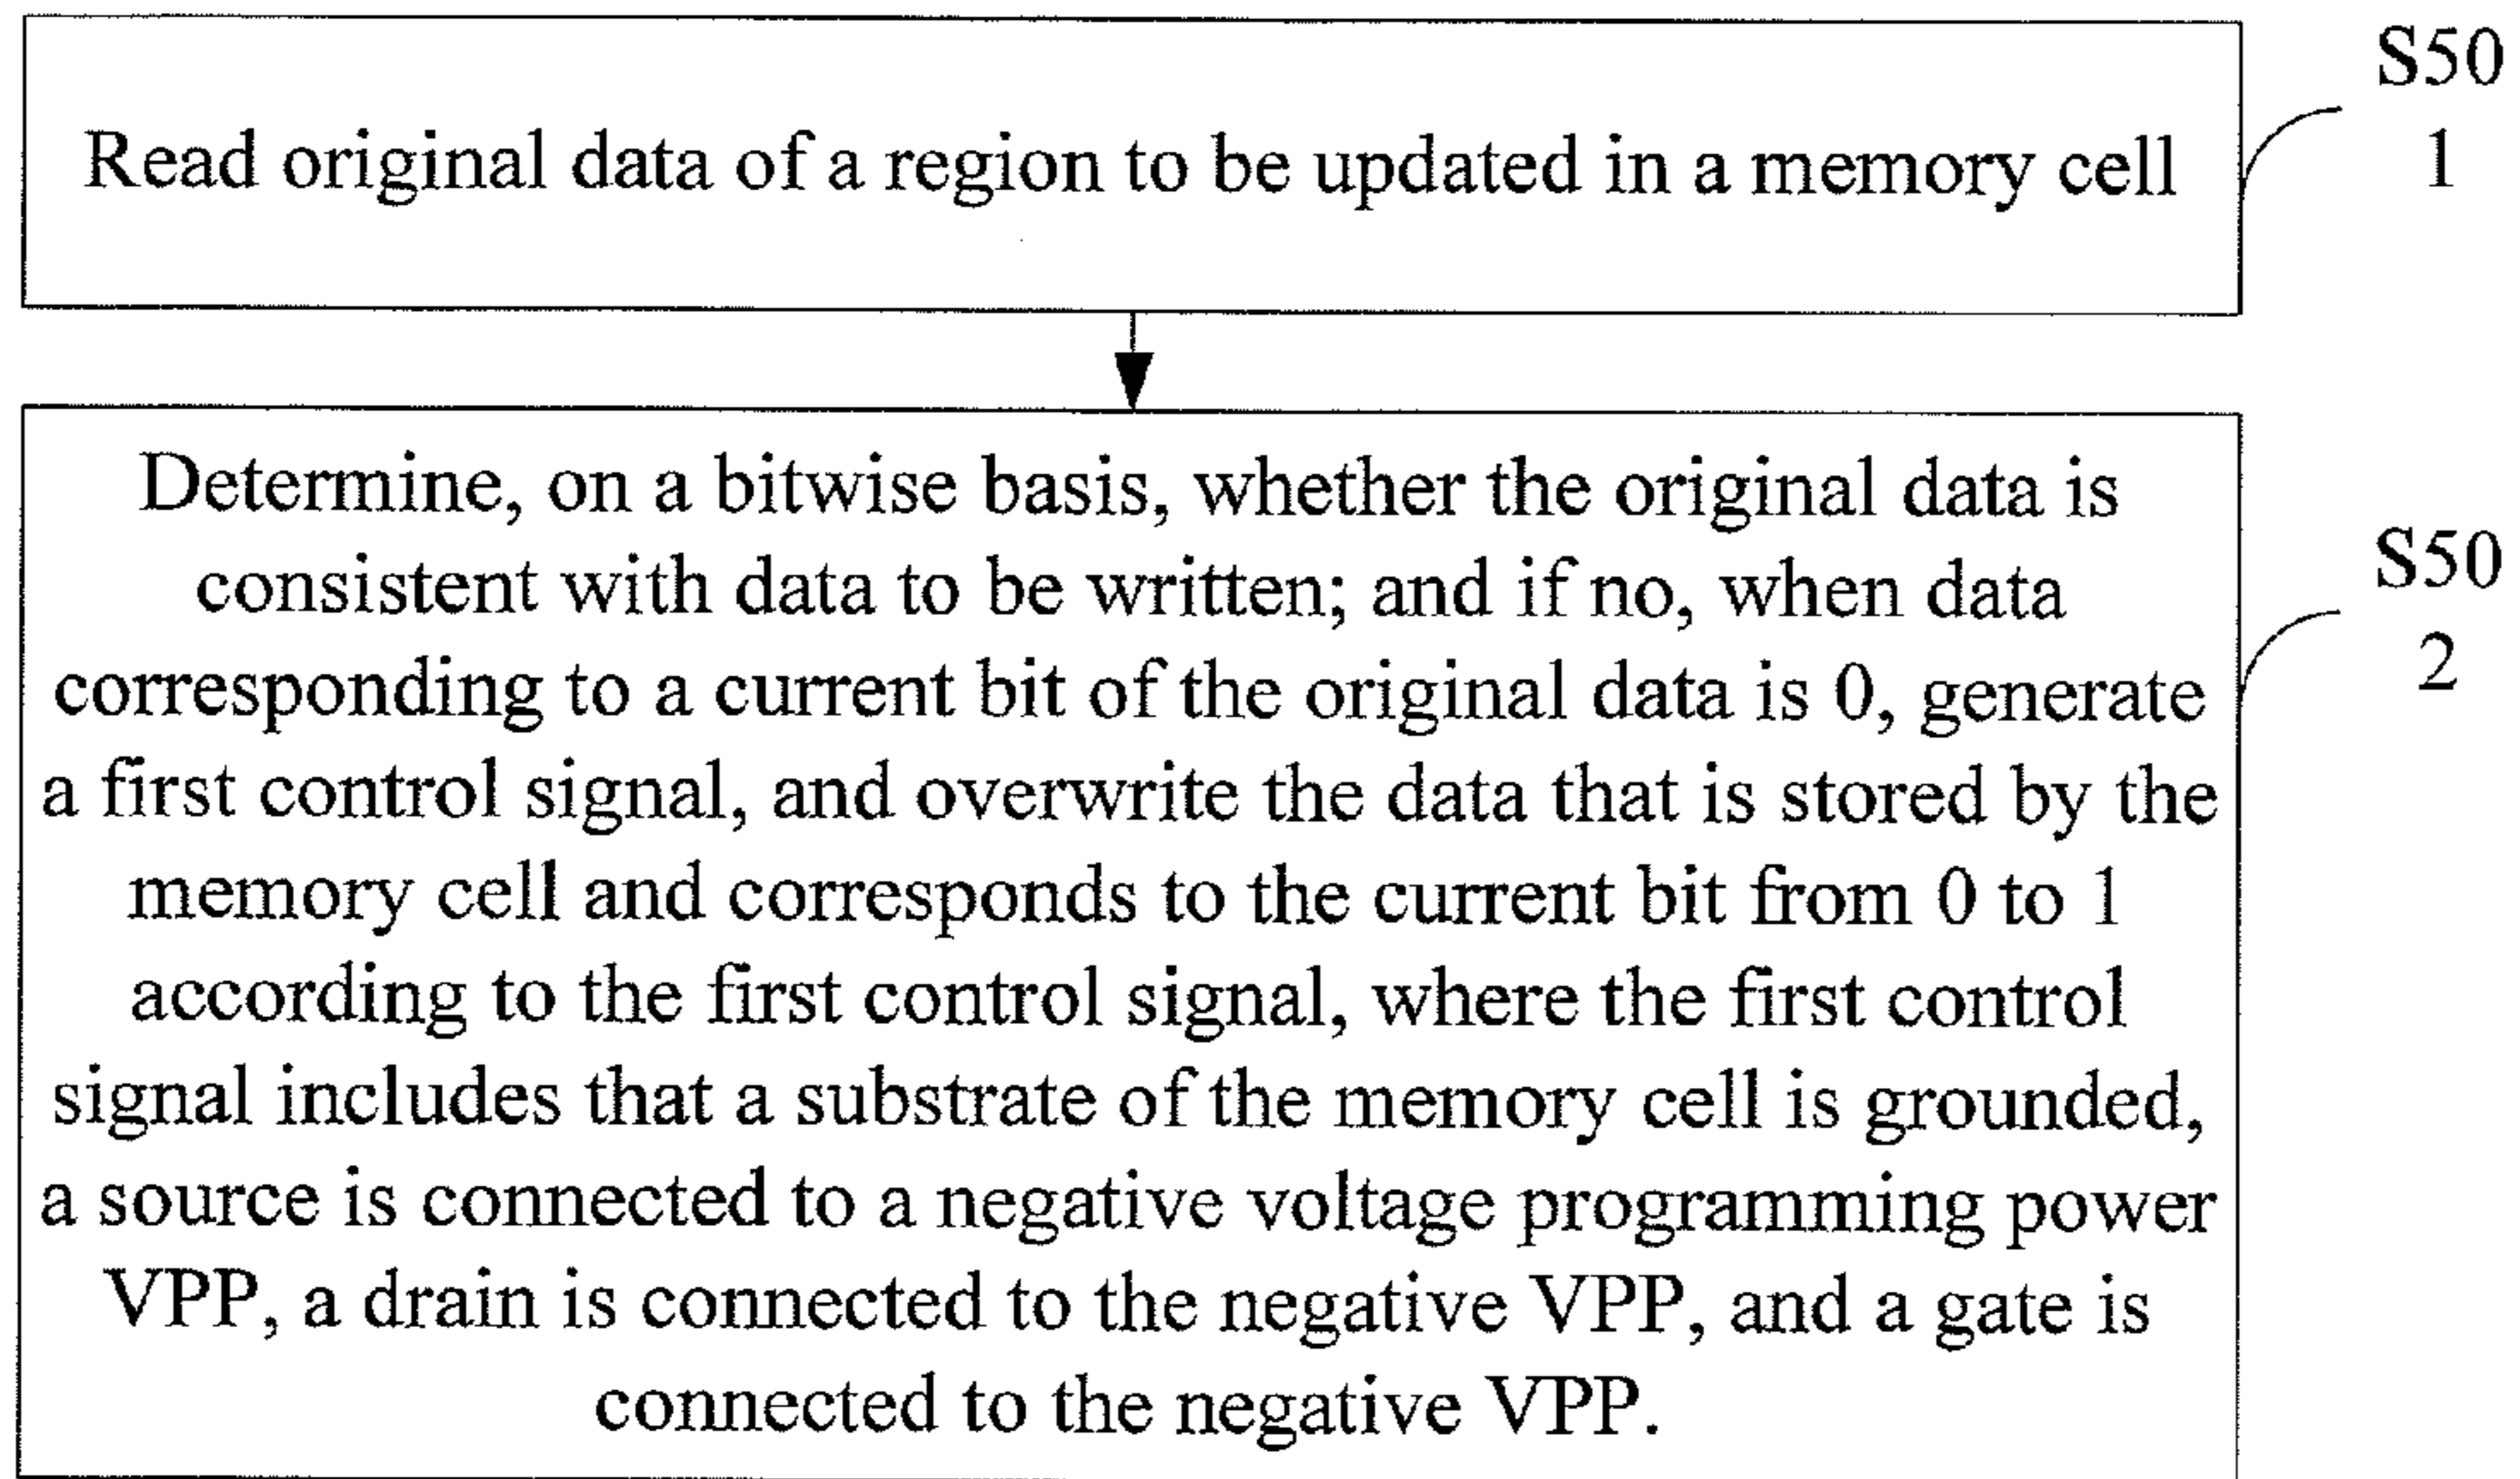 Read original data of a region to be updated in a memory cell
S50
1
Determine, on a bitwise basis, whether the original data is
consistent with data to be written; and if no, when data
corresponding to a current bit of the original data is 0, generate
a first control signal, and overwrite the data that is stored by the
memory cell and corresponds to the current bit from 0 to 1
according to the first control signal, where the first control
signal includes that a substrate of the memory cell is grounded,
a source is connected to a negative voltage programming power
VPP, a drain is connected to the negative VPP, and a gate is
connected to the negative VPP.
S50
2